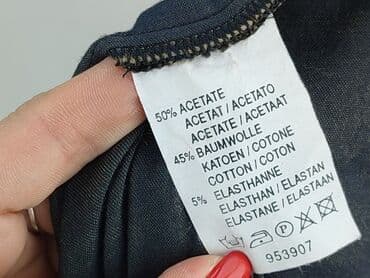 50% ACETATE
ACETAT / ACETATO
ACETATE / ACETAAT
45% BAUMWOLLE
KATOEN / COTONE
COTTON / COTON
5% ELASTHANNE
ELASTHAN / ELASTAN
ELASTANE / ELASTAAN
953907